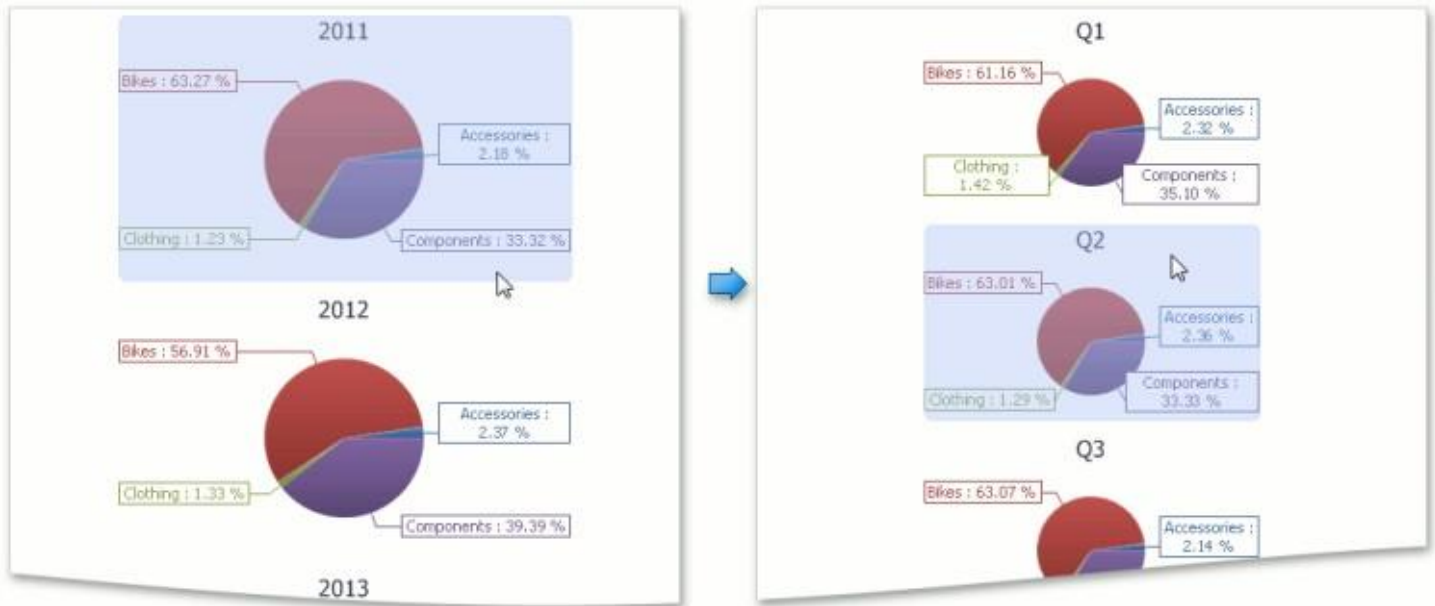 2011
Bikes : 63.27 %
Accessories :
2.18 %
Clothing : 1.23 %
Components : 33.32 %
2012
Bikes : 56.91 %
Accessories :
2.37 %
Clothing : 1.33 %
Components : 39.39 %
2013
Q1
Bikes : 61.16 %
Accessories :
2.32 %
Clothing :
1.42 %
Components :
35.10 %
Q2
Bikes : 63.01 %
Accessories :
2.36 %
Components :
33.33 %
Clothing : 1.29 %
Q3
Bikes : 63.07 %
Accessories :
2.14 %